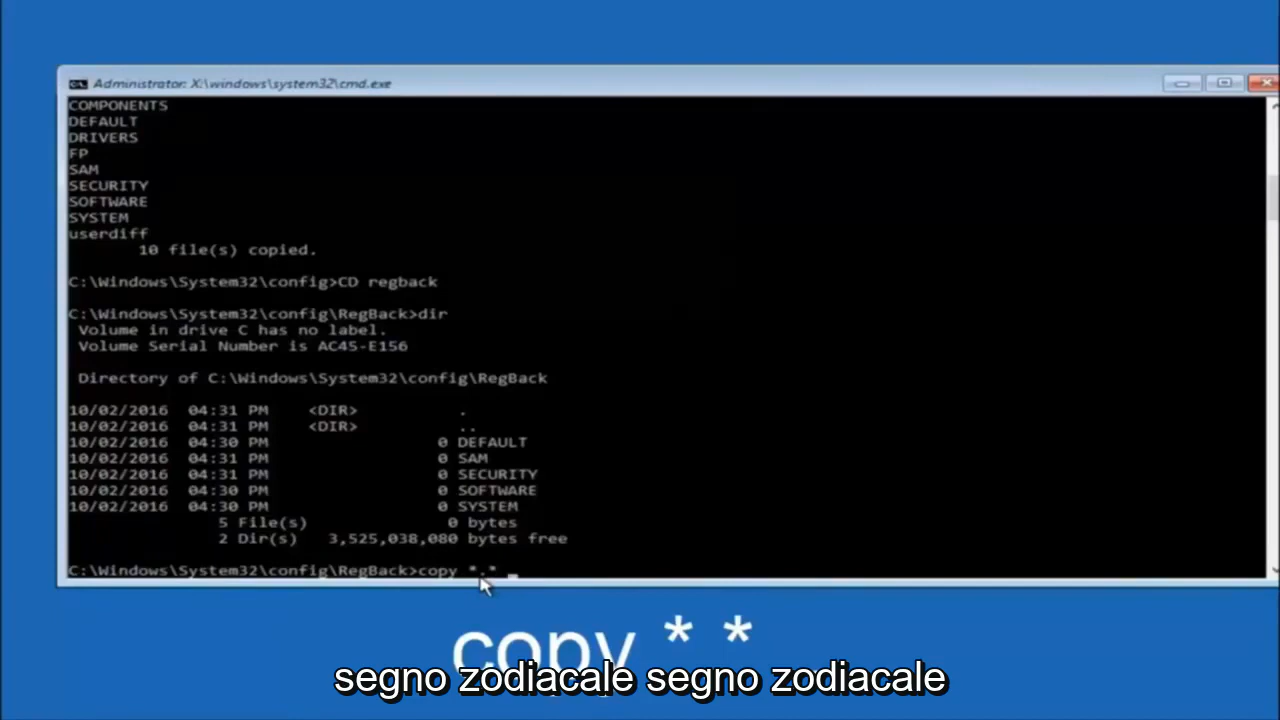 Administrator: X:\windows\system32\cmd.exe
COMPONENTS
DEFAULT
DRIVERS
FP
SAM
SECURITY
SOFTWARE
SYSTEM
userdiff
10 file(s) copied.
C:\Windows\System32\config>CD regback
C:\Windows\System32\config\RegBack>dir
Volume in drive C has no label.
Volume Serial Number is AC45-E156
Directory of C:\Windows\System32\config\RegBack
10/02/2016 04:31 PM <DIR> .
10/02/2016 04:31 PM <DIR> ..
10/02/2016 04:30 PM 0 DEFAULT
10/02/2016 04:31 PM 0 SAM
10/02/2016 04:31 PM 0 SECURITY
10/02/2016 04:30 PM 0 SOFTWARE
10/02/2016 04:30 PM 0 SYSTEM
5 File(s) 0 bytes
2 Dir(s) 3,525,038,080 bytes free
C:\Windows\System32\config\RegBack>copy *.* _
copy * *
segno zodiacale segno zodiacale